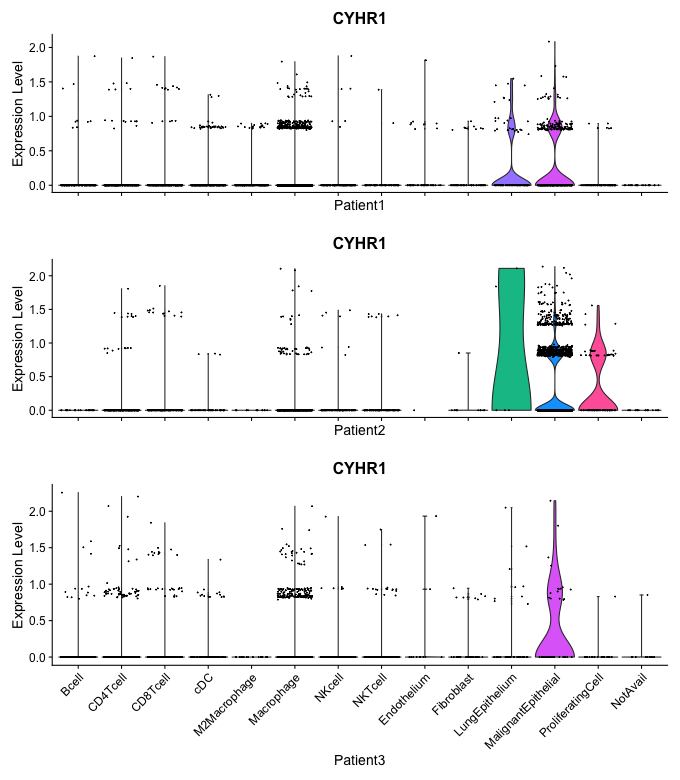 CYHR1
Expression Level
2.0
1.5
1.0
0.5
0.0
Patient1
CYHR1
Expression Level
2.0
1.5
1.0
0.5
0.0
Patient2
CYHR1
Expression Level
2.0
1.5
1.0
0.5
0.0
Bcell
CD4Tcell
CD8Tcell
cDC
M2Macrophage
Macrophage
NKcell
NKTcell
Endothelium
Fibroblast
LungEpithelium
MalignantEpithelial
ProliferatingCell
NotAvail
Patient3